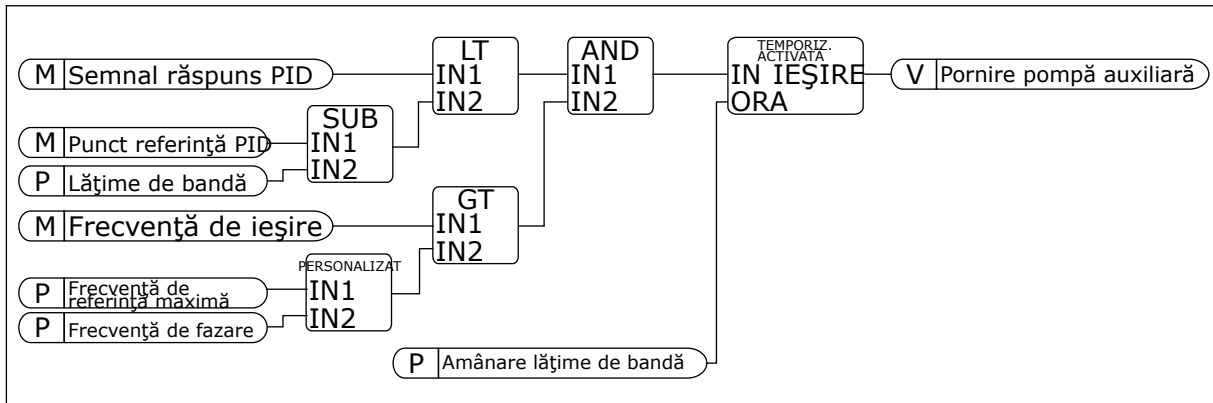 LT
IN1
IN2
AND
IN1
IN2
TEMPORIZ.
ACTIVATĂ
IN IEŞIRE
ORA
M Semnal răspuns PID
V Pornire pompă auxiliară
SUB
IN1
IN2
M Punct referinţă PID
P Lăţime de bandă
GT
IN1
IN2
M Frecvenţă de ieşire
PERSONALIZAT
IN1
IN2
P Frecvenţă de
referinţă maximă
P Frecvenţă de fazare
P Amânare lăţime de bandă